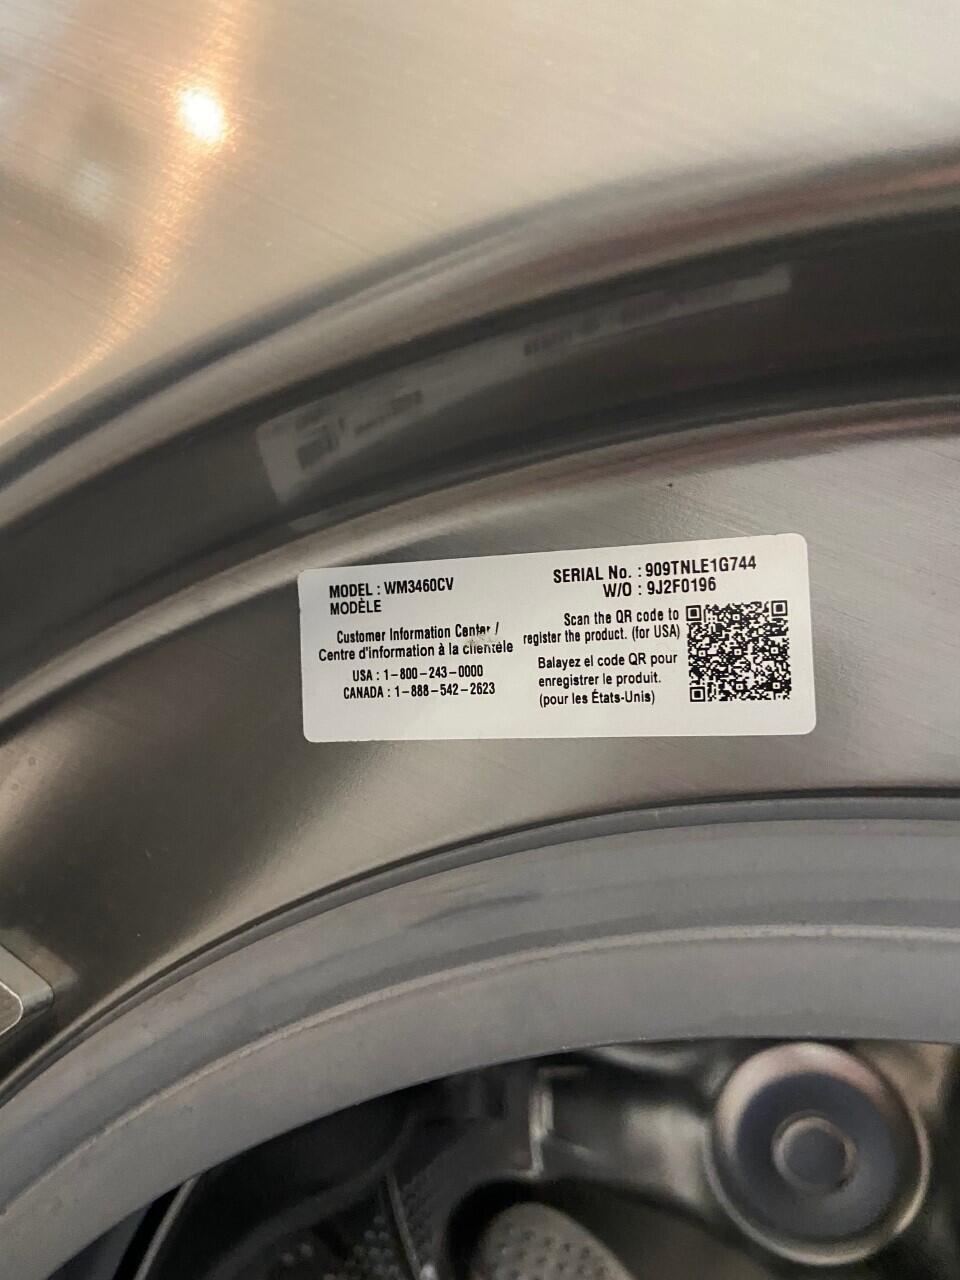 MODEL : WM3460CV
MODÈLE
Customer Information Center /
Centre d'information à la clientèle
USA : 1-800-243-0000
CANADA : 1-888-542-2623
SERIAL No. : 909TNLE1G744
W/O : 9J2F0196
Scan the QR code to
register the product. (for USA)
Balayez el code QR pour
enregistrer le produit.
(pour les États-Unis)